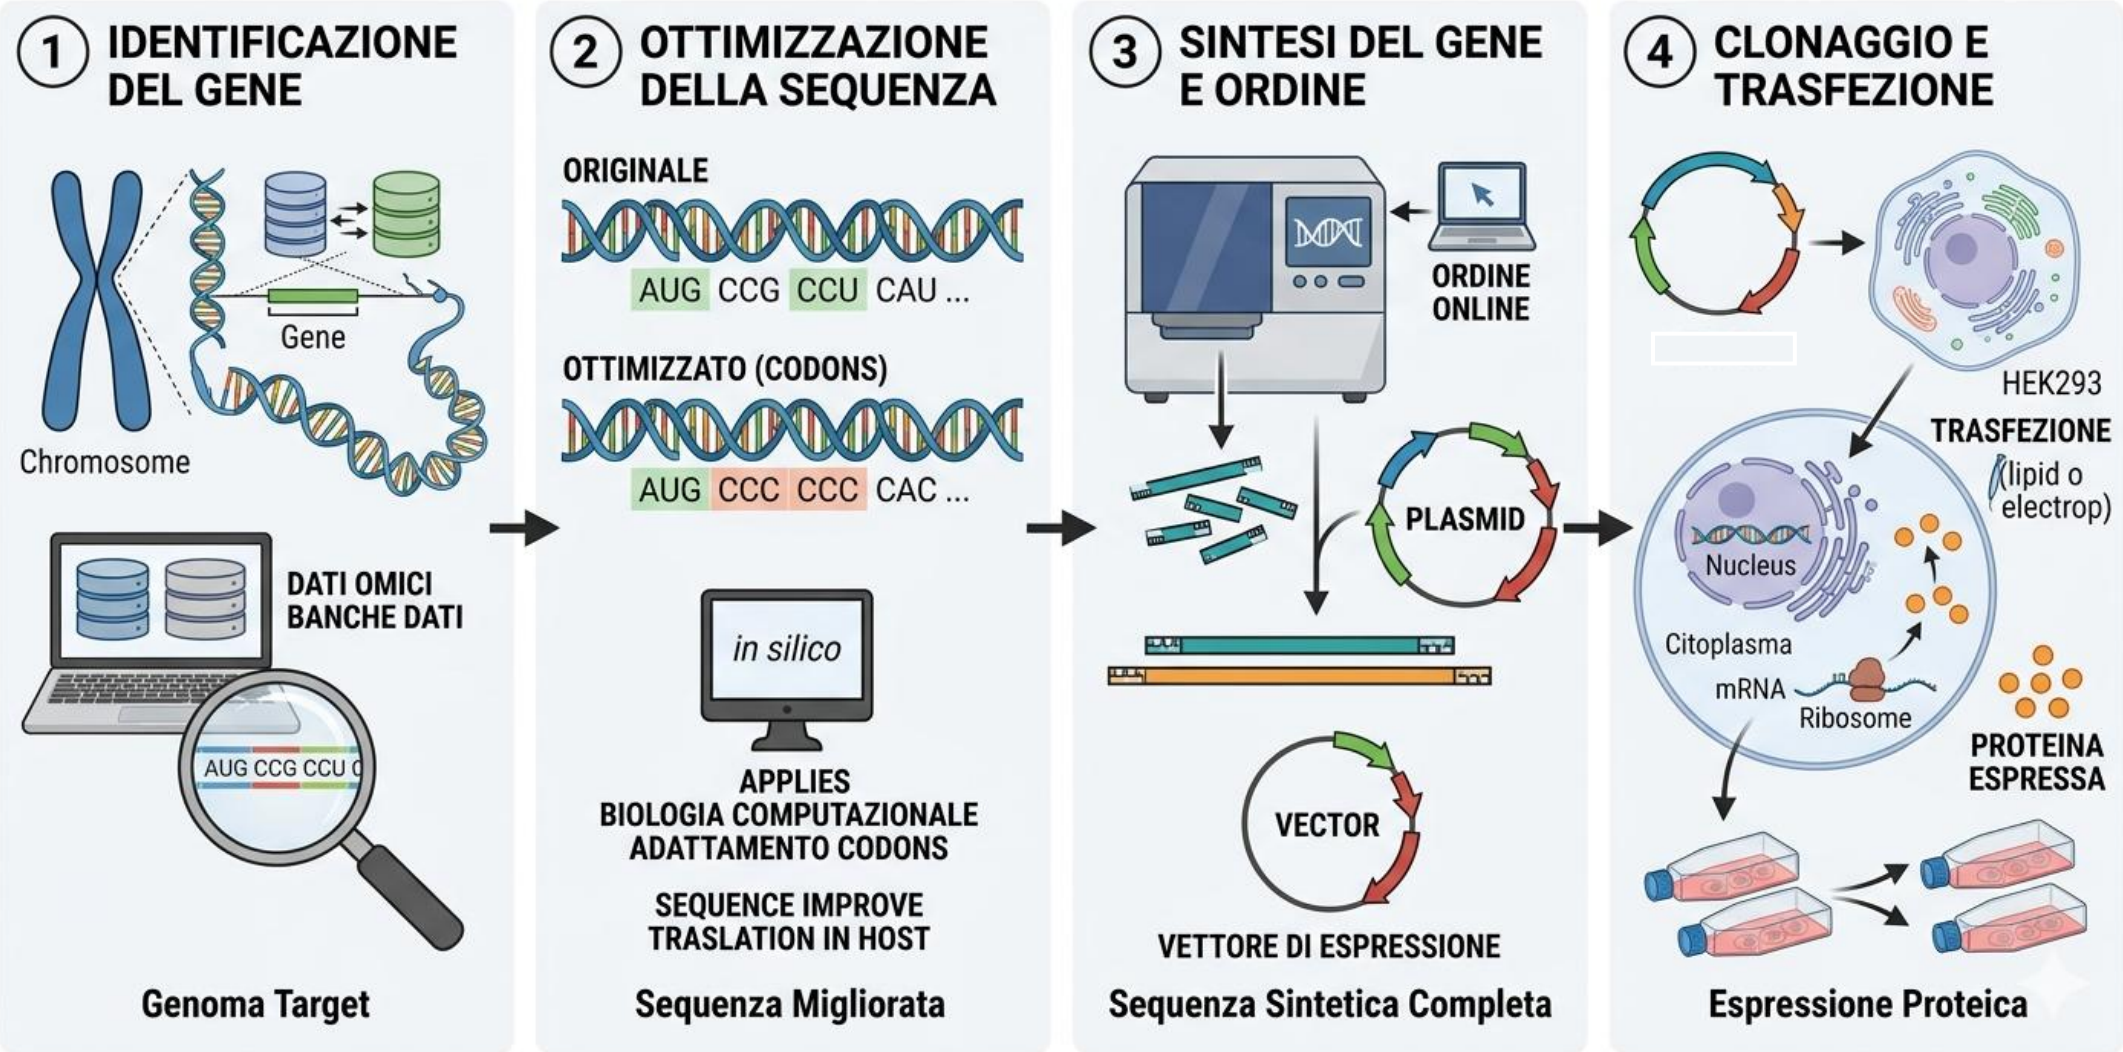 1 IDENTIFICAZIONE
DEL GENE
Gene
Chromosome
DATI OMICI
BANCHE DATI
AUG CCG CCU C
Genoma Target
2 OTTIMIZZAZIONE
DELLA SEQUENZA
ORIGINALE
AUG CCG CCU CAU ...
OTTIMIZZATO (CODONS)
AUG CCC CCC CAC ...
in silico
APPLIES
BIOLOGIA COMPUTAZIONALE
ADATTAMENTO CODONS
SEQUENCE IMPROVE
TRASLATION IN HOST
Sequenza Migliorata
3 SINTESI DEL GENE
E ORDINE
ORDINE
ONLINE
PLASMID
VECTOR
VETTORE DI ESPRESSIONE
Sequenza Sintetica Completa
4 CLONAGGIO E
TRASFEZIONE
HEK293
TRASFEZIONE
(lipid o
electrop)
Nucleus
Citoplasma
mRNA
Ribosome
PROTEINA
ESPRESSA
Espressione Proteica